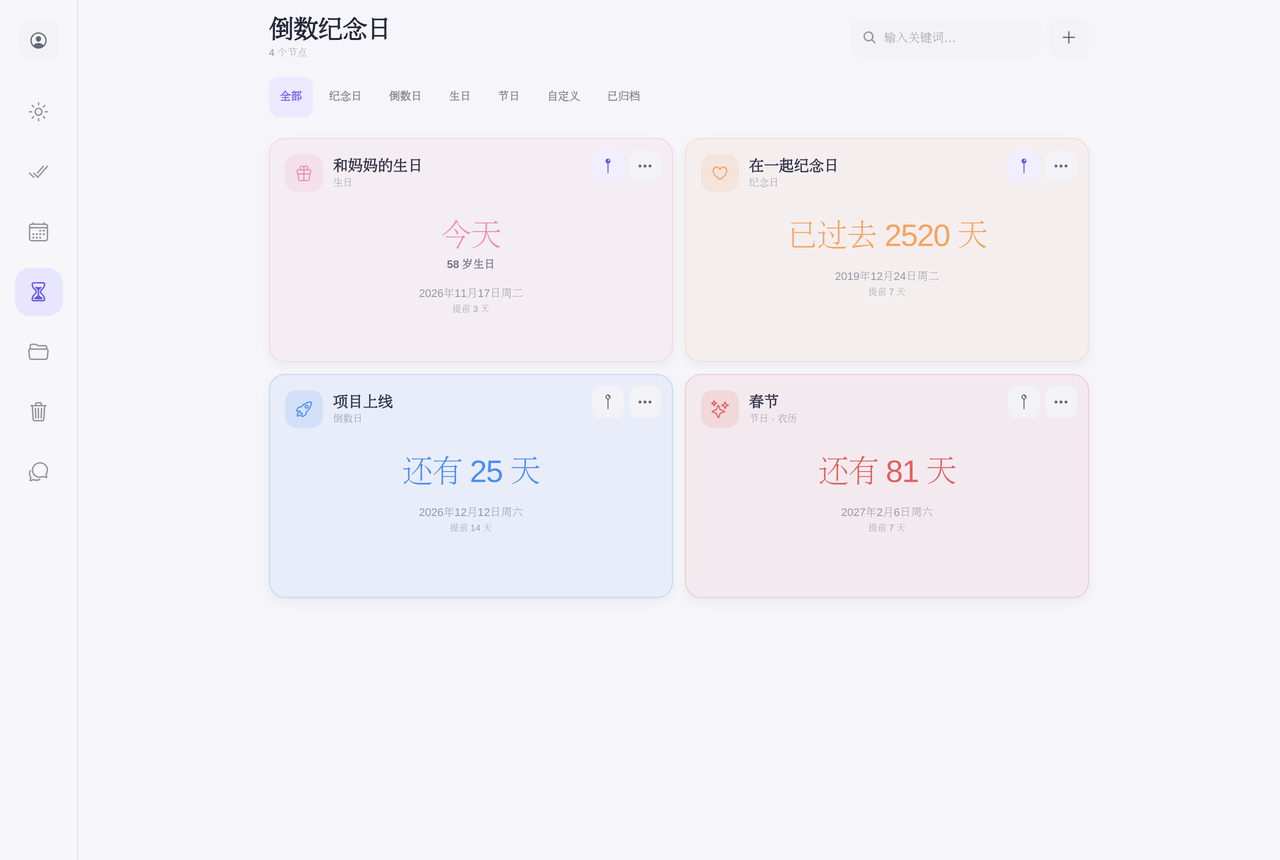 倒数纪念日
4 个节点
输入关键词...
全部 纪念日 倒数日 生日 节日 自定义 已归档
和妈妈的生日
生日
今天
58 岁生日
2026年11月17日周二
提前 3 天
在一起纪念日
纪念日
已过去 2520 天
2019年12月24日周二
提前 7 天
项目上线
倒数日
还有 25 天
2026年12月12日周六
提前 14 天
春节
节日 · 农历
还有 81 天
2027年2月6日周六
提前 7 天